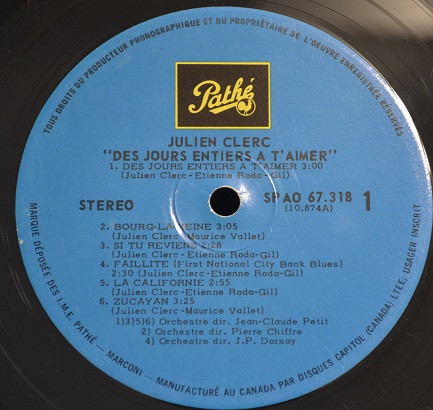 TOUS DROITS DU PRODUCTEUR PHONOGRAPHIQUE ET DU PROPRIÉTAIRE DE L'OEUVRE ENREGISTRÉE RÉSERVÉS
Pathé
JULIEN CLERC
"DES JOURS ENTIERS A T'AIMER"
1. DES JOURS ENTIERS A T'AIMER 3:00
(Julien Clerc-Etienne Roda-Gil)
STEREO
SPAO 67.318 1
(10.874A)
2. BOURG-LA-REINE 3:05
(Julien Clerc-Maurice Vallet)
3. SI TU REVIENS 2:28
(Julien Clerc-Etienne Roda-Gil)
4. FAILLITE (First National City Bank Blues)
2:30 (Julien Clerc-Etienne Roda-Gil)
5. LA CALIFORNIE 2:55
(Julien Clerc-Etienne Roda-Gil)
6. ZUCAYAN 3:25
(Julien Clerc-Maurice Vallet)
1)3)5)6) Orchestre dir. Jean-Claude Petit
2) Orchestre dir. Pierre Chiffre
4) Orchestre dir. J.P. Dorsay
MARQUE DÉPOSÉE DES I.M.E. PATHÉ - MARCONI - MANUFACTURÉ AU CANADA PAR DISQUES CAPITOL (CANADA) LTÉE, USAGER INSCRIT